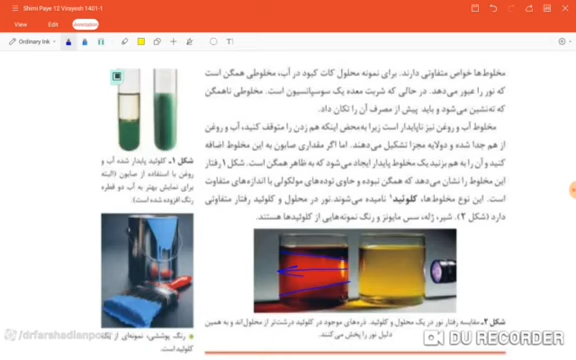 Shimi Paye 12 Virayesh 1401-1
View
Edit
Annotation
Ordinary Ink
T
مخلوط‌ها خواص متفاوتی دارند. برای نمونه محلول کات کبود در آب، مخلوطی همگن است
که نور را عبور می‌دهد. در حالی که شربت معده یک سوسپانسیون است. مخلوطی ناهمگن
که ته‌نشین می‌شود و باید پیش از مصرف آن را تکان داد.
مخلوط آب و روغن نیز ناپایدار است زیرا به‌محض اینکه هم زدن را متوقف کنید، آب و روغن
از هم جدا شده و دولایه مجزا تشکیل می‌دهند. اما اگر مقداری صابون به این مخلوط اضافه
کنید و آن را به هم بزنید یک مخلوط پایدار ایجاد می‌شود که به ظاهر همگن است. شکل ۱ رفتار
این مخلوط را نشان می‌دهد که همگن نبوده و حاوی توده‌های مولکولی با اندازه‌های متفاوت
است. این نوع مخلوط‌ها، کلوئید۱ نامیده می‌شوند. نور در محلول و کلوئید رفتار متفاوتی
دارد (شکل ۲). شیر، ژله، سس مایونز و رنگ نمونه‌هایی از کلوئیدها هستند.
شکل ۱ـ کلوئید پایدار شده آب و
روغن با استفاده از صابون (البته
برای نمایش بهتر به آب دو قطره
رنگ افزوده شده است).
شکل ۲ـ مقایسه رفتار نور در یک محلول و کلوئید. ذره‌های موجود در کلوئید درشت‌تر از محلول‌اند و به همین
دلیل نور را پخش می‌کنند.
رنگ پوششی، نمونه‌ای از یک
کلوئید است.
/drfarshadianpour
DU RECORDER